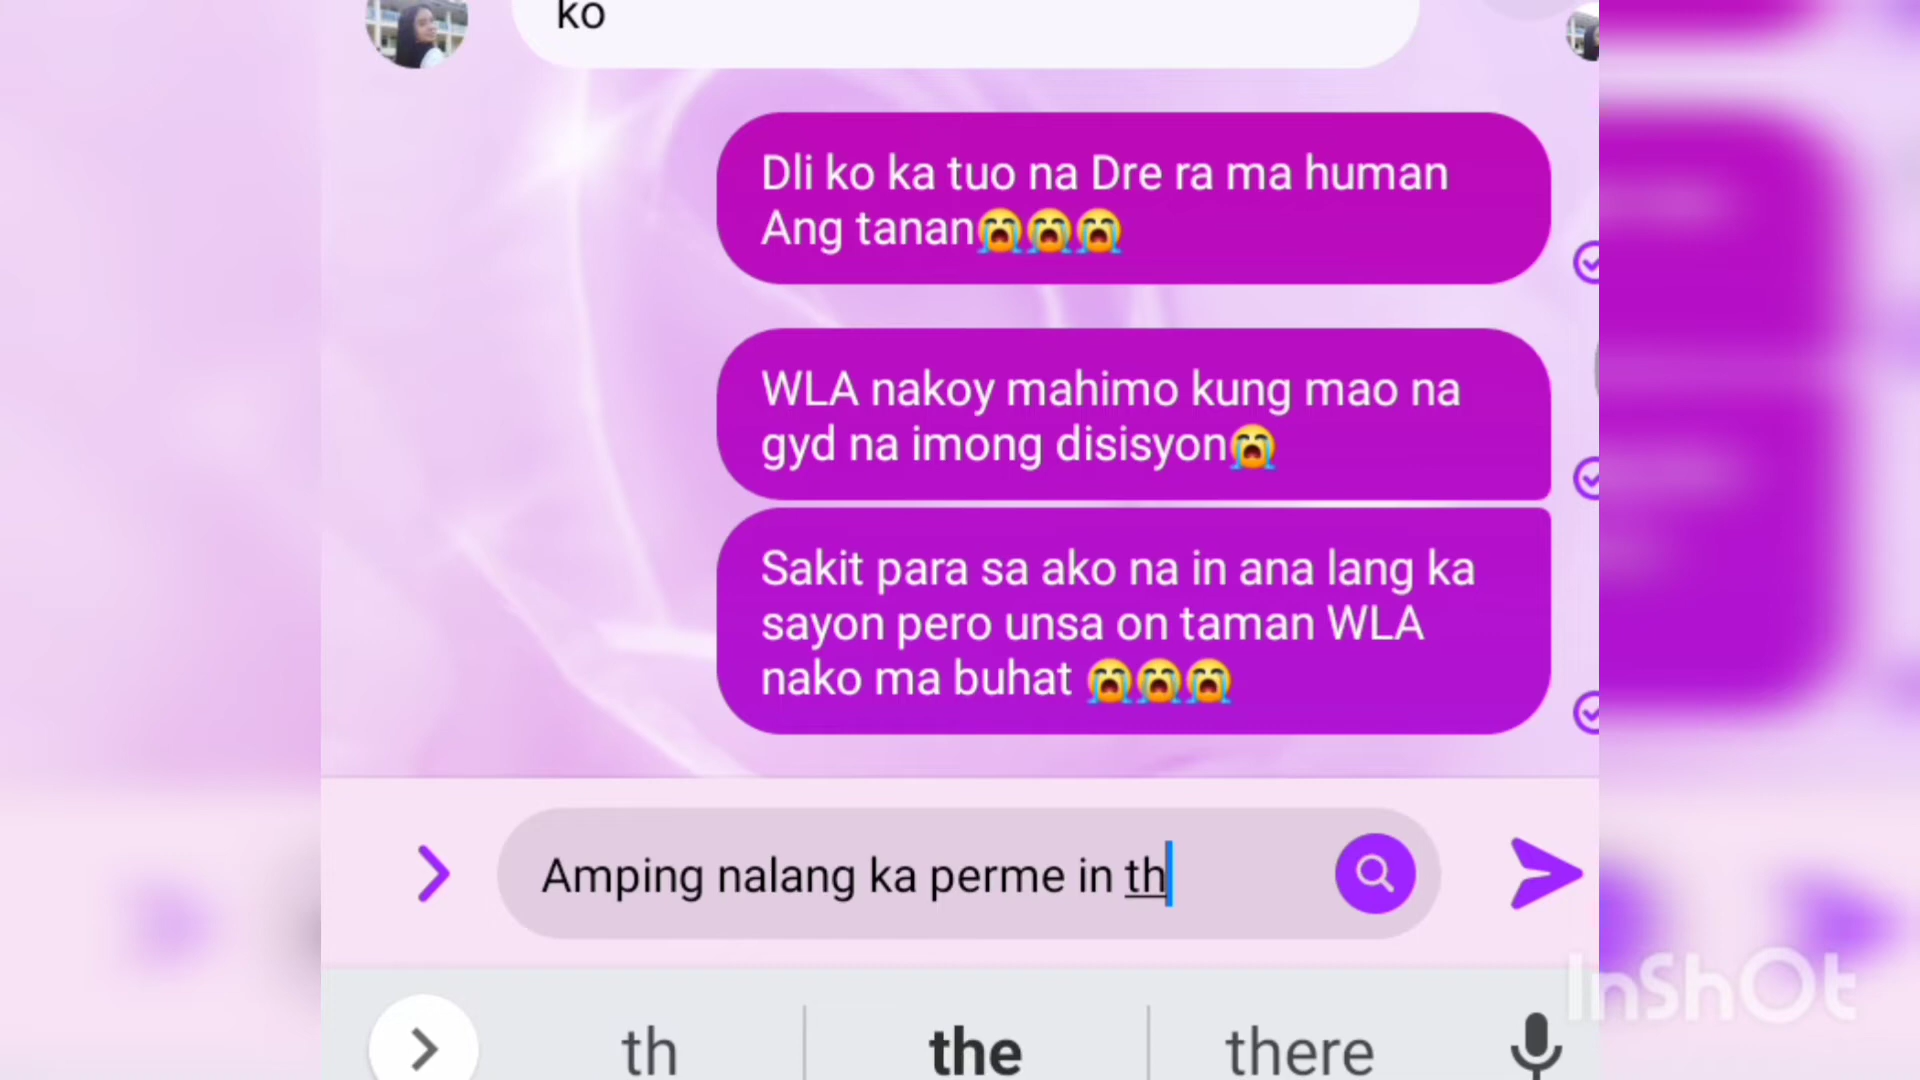 ko
Dli ko ka tuo na Dre ra ma human
Ang tanan😭😭😭
WLA nakoy mahimo kung mao na
gyd na imong disisyon😭
Sakit para sa ako na in ana lang ka
sayon pero unsa on taman WLA
nako ma buhat 😭😭😭
Amping nalang ka perme in th
th the there
InShOt